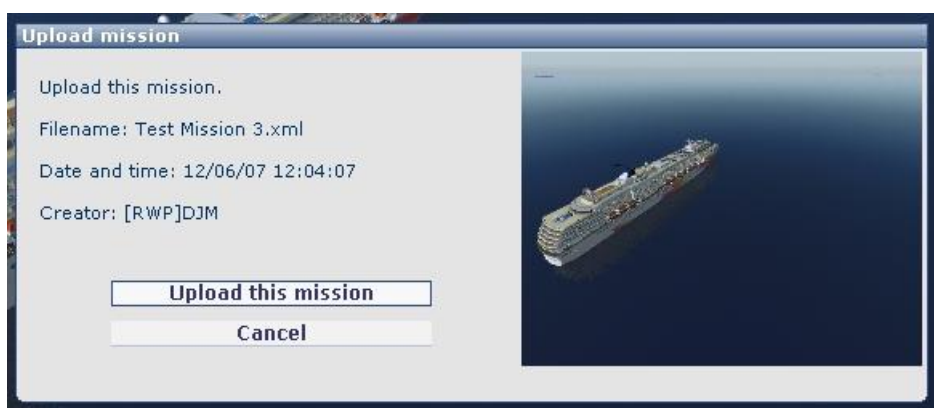 Upload mission
Upload this mission.
Filename: Test Mission 3.xml
Date and time: 12/06/07 12:04:07
Creator: [RWP]DJM
Upload this mission
Cancel